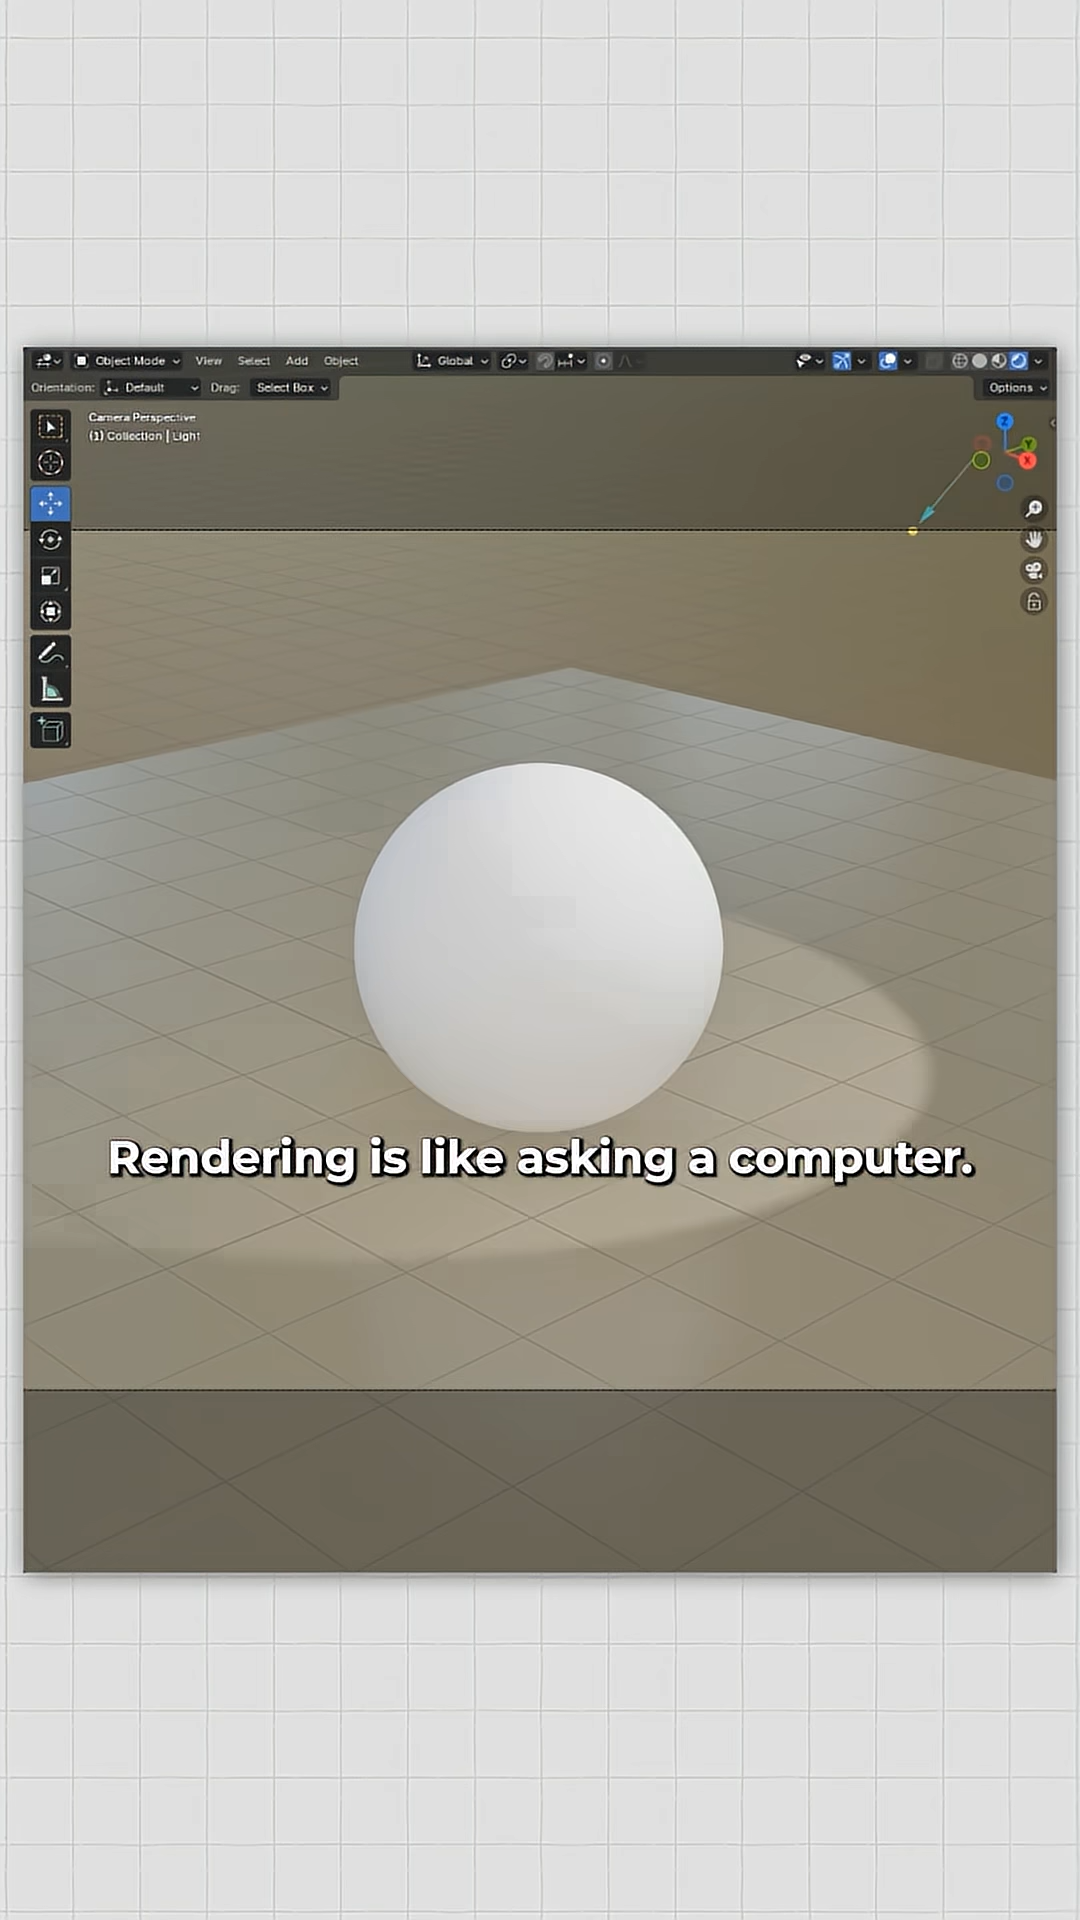 Object Mode View Select Add Object Global
Orientation: Default Drag: Select Box Options
Camera Perspective
(1) Collection | Light
Z
Y
X
Rendering is like asking a computer.